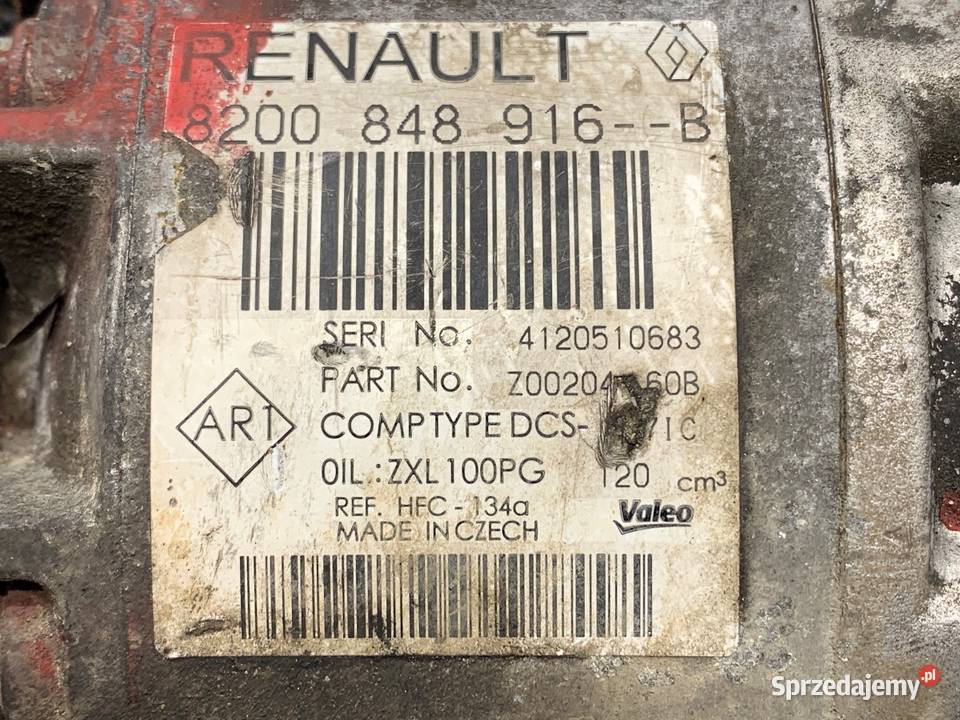 RENAULT
8200 848 916--B
SERI No. 4120510683
PART No.
AR1
COMPTYPE DCS-
OIL.:ZXL100PG 120 cm³
REF. HFC - 134a
Valeo
MADE IN CZECH
Sprzedajemy.pl